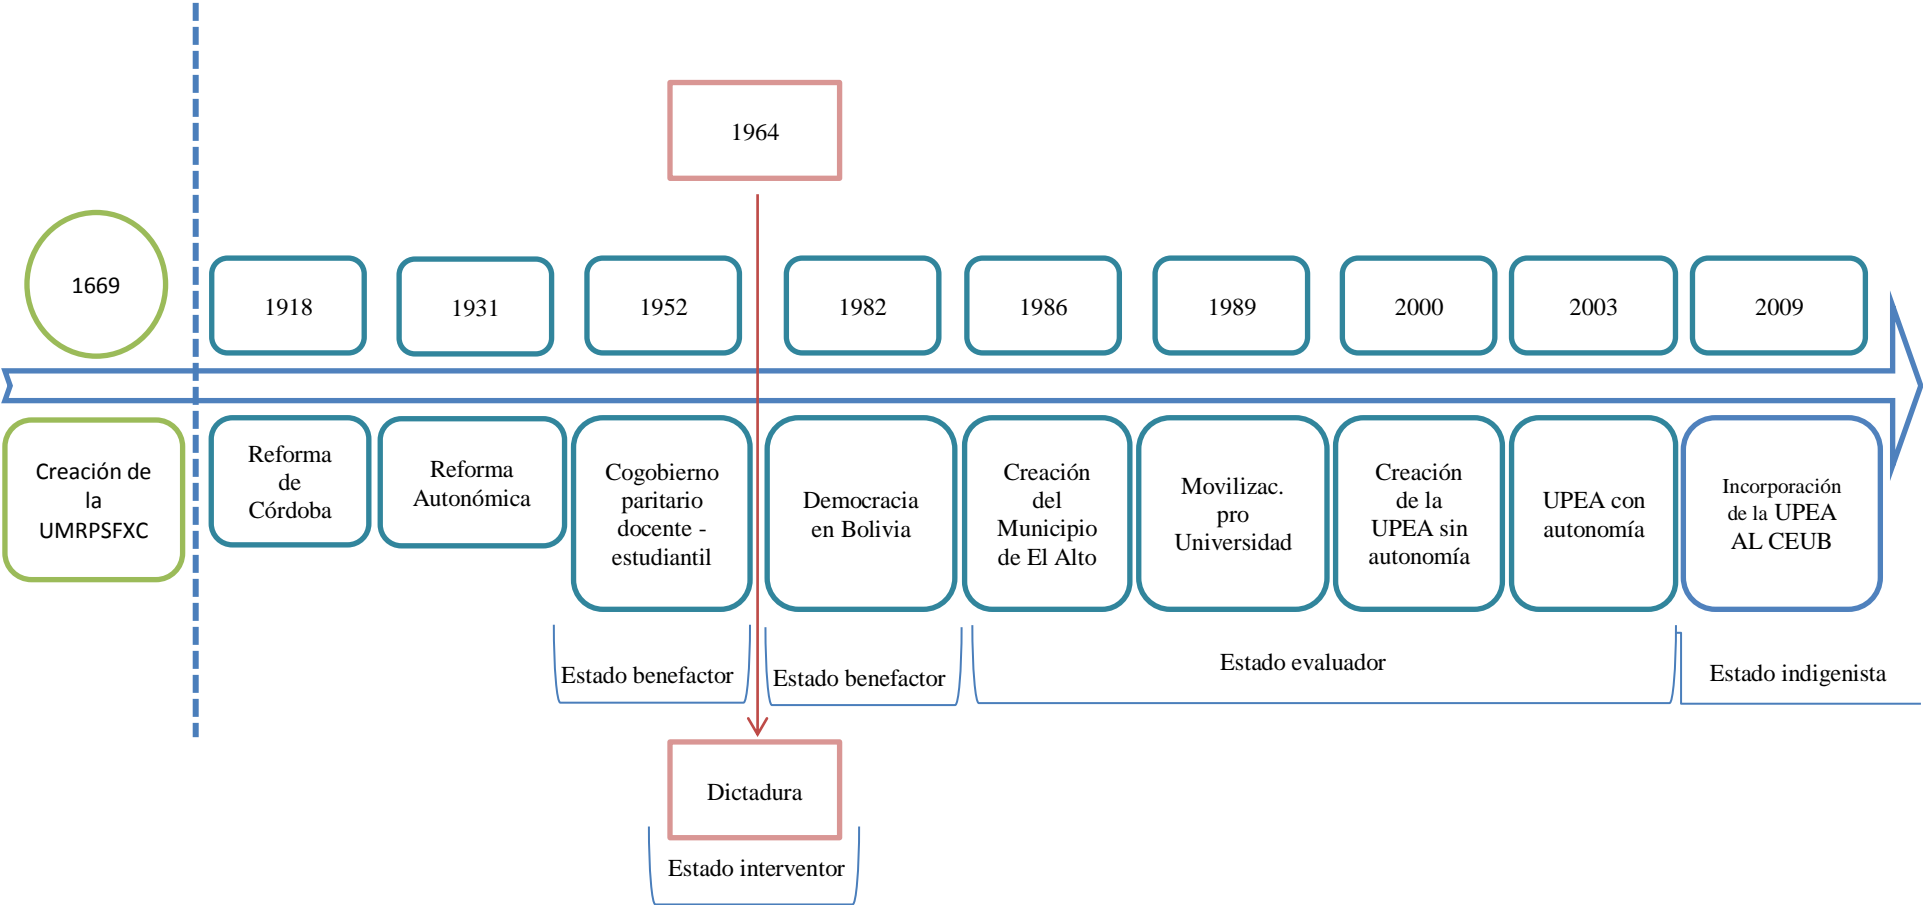 1964
1669
1918
1931
1952
1982
1986
1989
2000
2003
2009
Creación de
la
UMRPSFXC
Reforma
de
Córdoba
Reforma
Autonómica
Cogobierno
paritario
docente -
estudiantil
Democracia
en Bolivia
Creación
del
Municipio
de El Alto
Movilizac.
pro
Universidad
Creación
de la
UPEA sin
autonomía
UPEA con
autonomía
Incorporación
de la UPEA
AL CEUB
Estado benefactor
Estado benefactor
Estado evaluador
Estado indigenista
Dictadura
Estado interventor